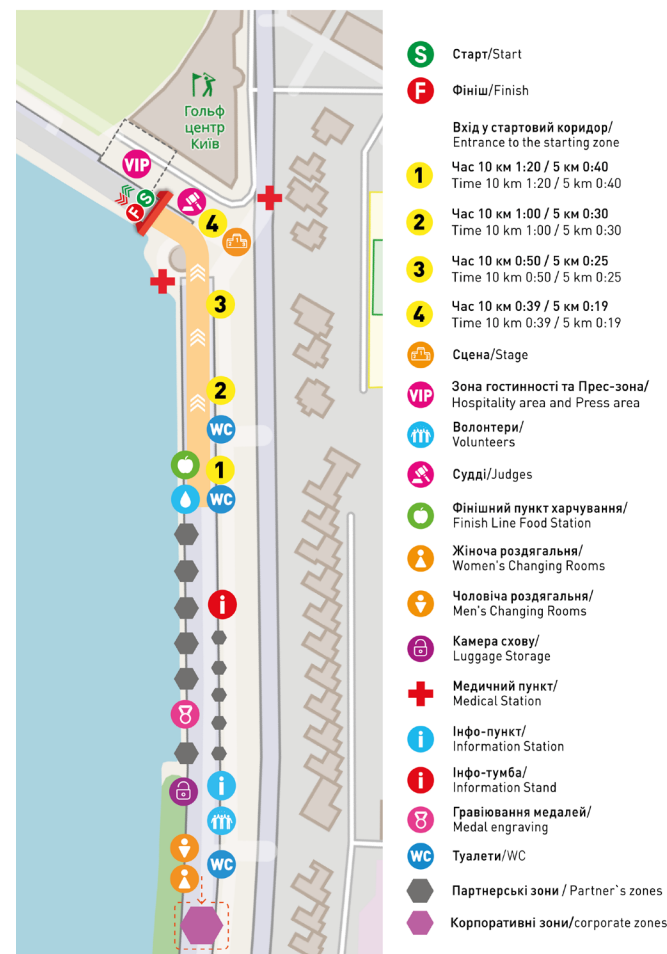 Гольф
центр
Київ
VIP
S
F
4
3
2
WC
1
WC
i
i
WC
S
Старт/Start
F
Фініш/Finish
Вхід у стартовий коридор/
Entrance to the starting zone
1
Час 10 км 1:20 / 5 км 0:40
Time 10 km 1:20 / 5 km 0:40
2
Час 10 км 1:00 / 5 км 0:30
Time 10 km 1:00 / 5 km 0:30
3
Час 10 км 0:50 / 5 км 0:25
Time 10 km 0:50 / 5 km 0:25
4
Час 10 км 0:39 / 5 км 0:19
Time 10 km 0:39 / 5 km 0:19
Сцена/Stage
VIP
Зона гостинності та Прес-зона/
Hospitality area and Press area
Волонтери/
Volunteers
Судді/Judges
Фінішний пункт харчування/
Finish Line Food Station
Жіноча роздягальня/
Women's Changing Rooms
Чоловіча роздягальня/
Men's Changing Rooms
Камера схову/
Luggage Storage
Медичний пункт/
Medical Station
i
Інфо-пункт/
Information Station
i
Інфо-тумба/
Information Stand
Гравіювання медалей/
Medal engraving
WC
Туалети/WC
Партнерські зони / Partner`s zones
Корпоративні зони/corporate zones